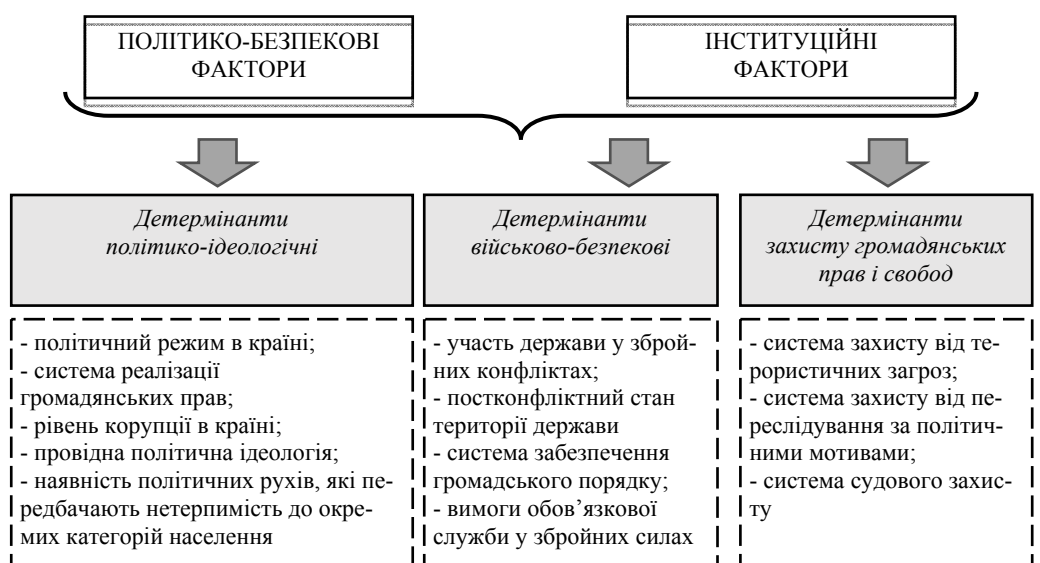 ПОЛІТИКО-БЕЗПЕКОВІ
ФАКТОРИ
ІНСТИТУЦІЙНІ
ФАКТОРИ
Детермінанти
політико-ідеологічні
Детермінанти
військово-безпекові
Детермінанти
захисту громадянських
прав і свобод
- політичний режим в країні;
- система реалізації
громадянських прав;
- рівень корупції в країні;
- провідна політична ідеологія;
- наявність політичних рухів, які пе-
редбачають нетерпимість до окре-
мих категорій населення
- участь держави у зброй-
них конфліктах;
- постконфліктний стан
території держави
- система забезпечення
громадського порядку;
- вимоги обов’язкової
служби у збройних силах
- система захисту від те-
рористичних загроз;
- система захисту від пе-
реслідування за політич-
ними мотивами;
- система судового захис-
ту